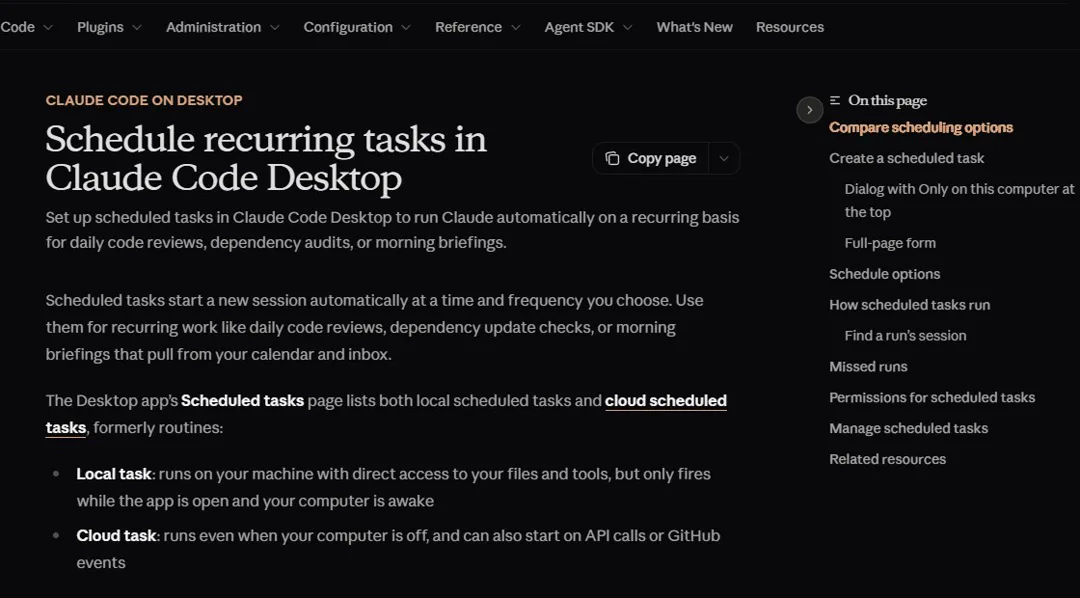 Code Plugins Administration Configuration Reference Agent SDK What's New Resources
CLAUDE CODE ON DESKTOP
Schedule recurring tasks in
Claude Code Desktop
Copy page
Set up scheduled tasks in Claude Code Desktop to run Claude automatically on a recurring basis
for daily code reviews, dependency audits, or morning briefings.
Scheduled tasks start a new session automatically at a time and frequency you choose. Use
them for recurring work like daily code reviews, dependency update checks, or morning
briefings that pull from your calendar and inbox.
The Desktop app's Scheduled tasks page lists both local scheduled tasks and cloud scheduled
tasks, formerly routines:
Local task: runs on your machine with direct access to your files and tools, but only fires
while the app is open and your computer is awake
Cloud task: runs even when your computer is off, and can also start on API calls or GitHub
events
On this page
Compare scheduling options
Create a scheduled task
Dialog with Only on this computer at
the top
Full-page form
Schedule options
How scheduled tasks run
Find a run's session
Missed runs
Permissions for scheduled tasks
Manage scheduled tasks
Related resources